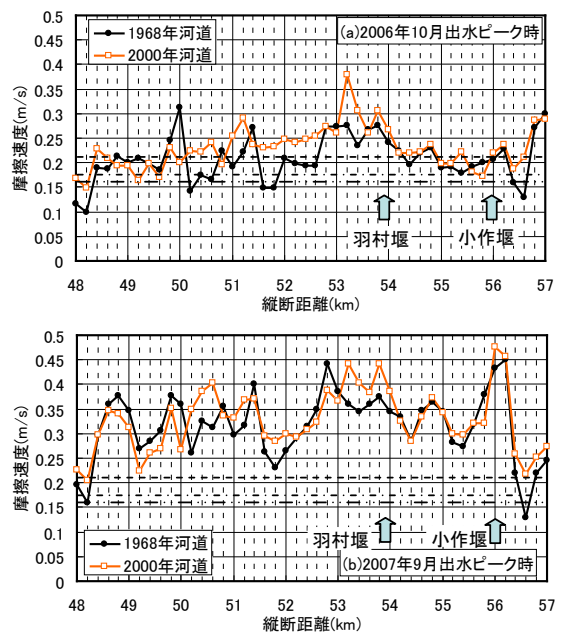 0.5
0.45
0.4
0.35
0.3
0.25
0.2
0.15
0.1
0.05
0
摩擦速度(m/s)
1968年河道
2000年河道
(a)2006年10月出水ピーク時
羽村堰
小作堰
48 49 50 51 52 53 54 55 56 57
縦断距離(km)
0.5
0.45
0.4
0.35
0.3
0.25
0.2
0.15
0.1
0.05
0
摩擦速度(m/s)
羽村堰
小作堰
1968年河道
2000年河道
(b)2007年9月出水ピーク時
48 49 50 51 52 53 54 55 56 57
縦断距離(km)